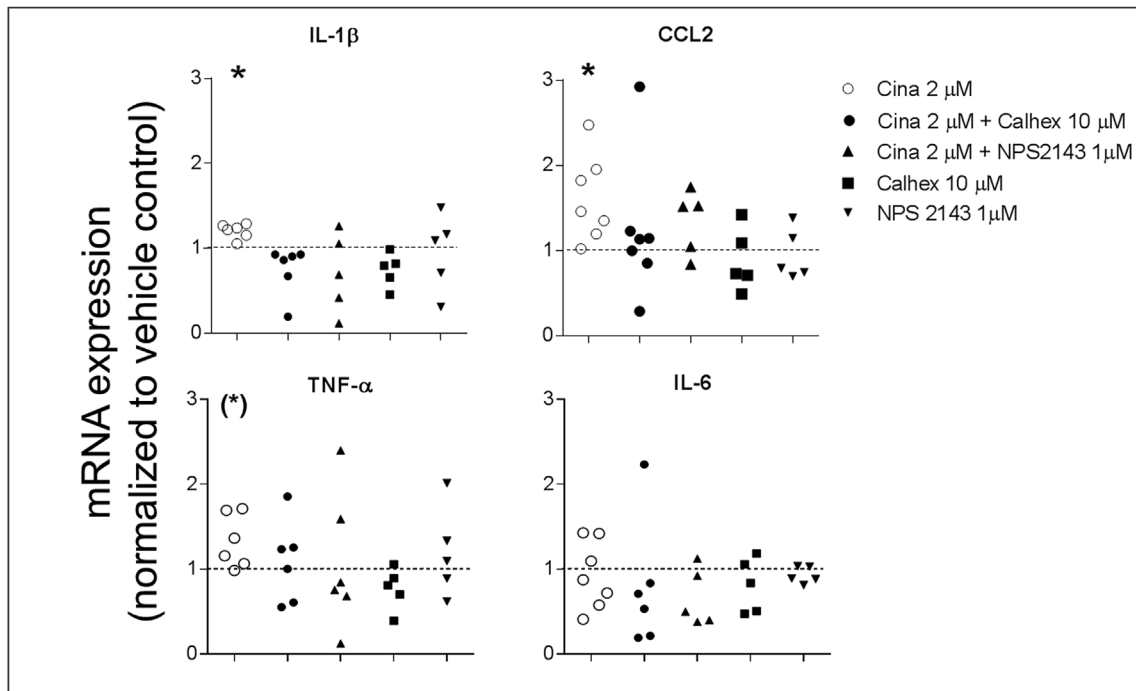 mRNA expression
(normalized to vehicle control)
IL-1β
*
3
2
1
0
CCL2
*
3
2
1
0
Cina 2 μM
Cina 2 μM + Calhex 10 μM
Cina 2 μM + NPS2143 1μM
Calhex 10 μM
NPS 2143 1μM
TNF-α
(*)
3
2
1
0
IL-6
3
2
1
0